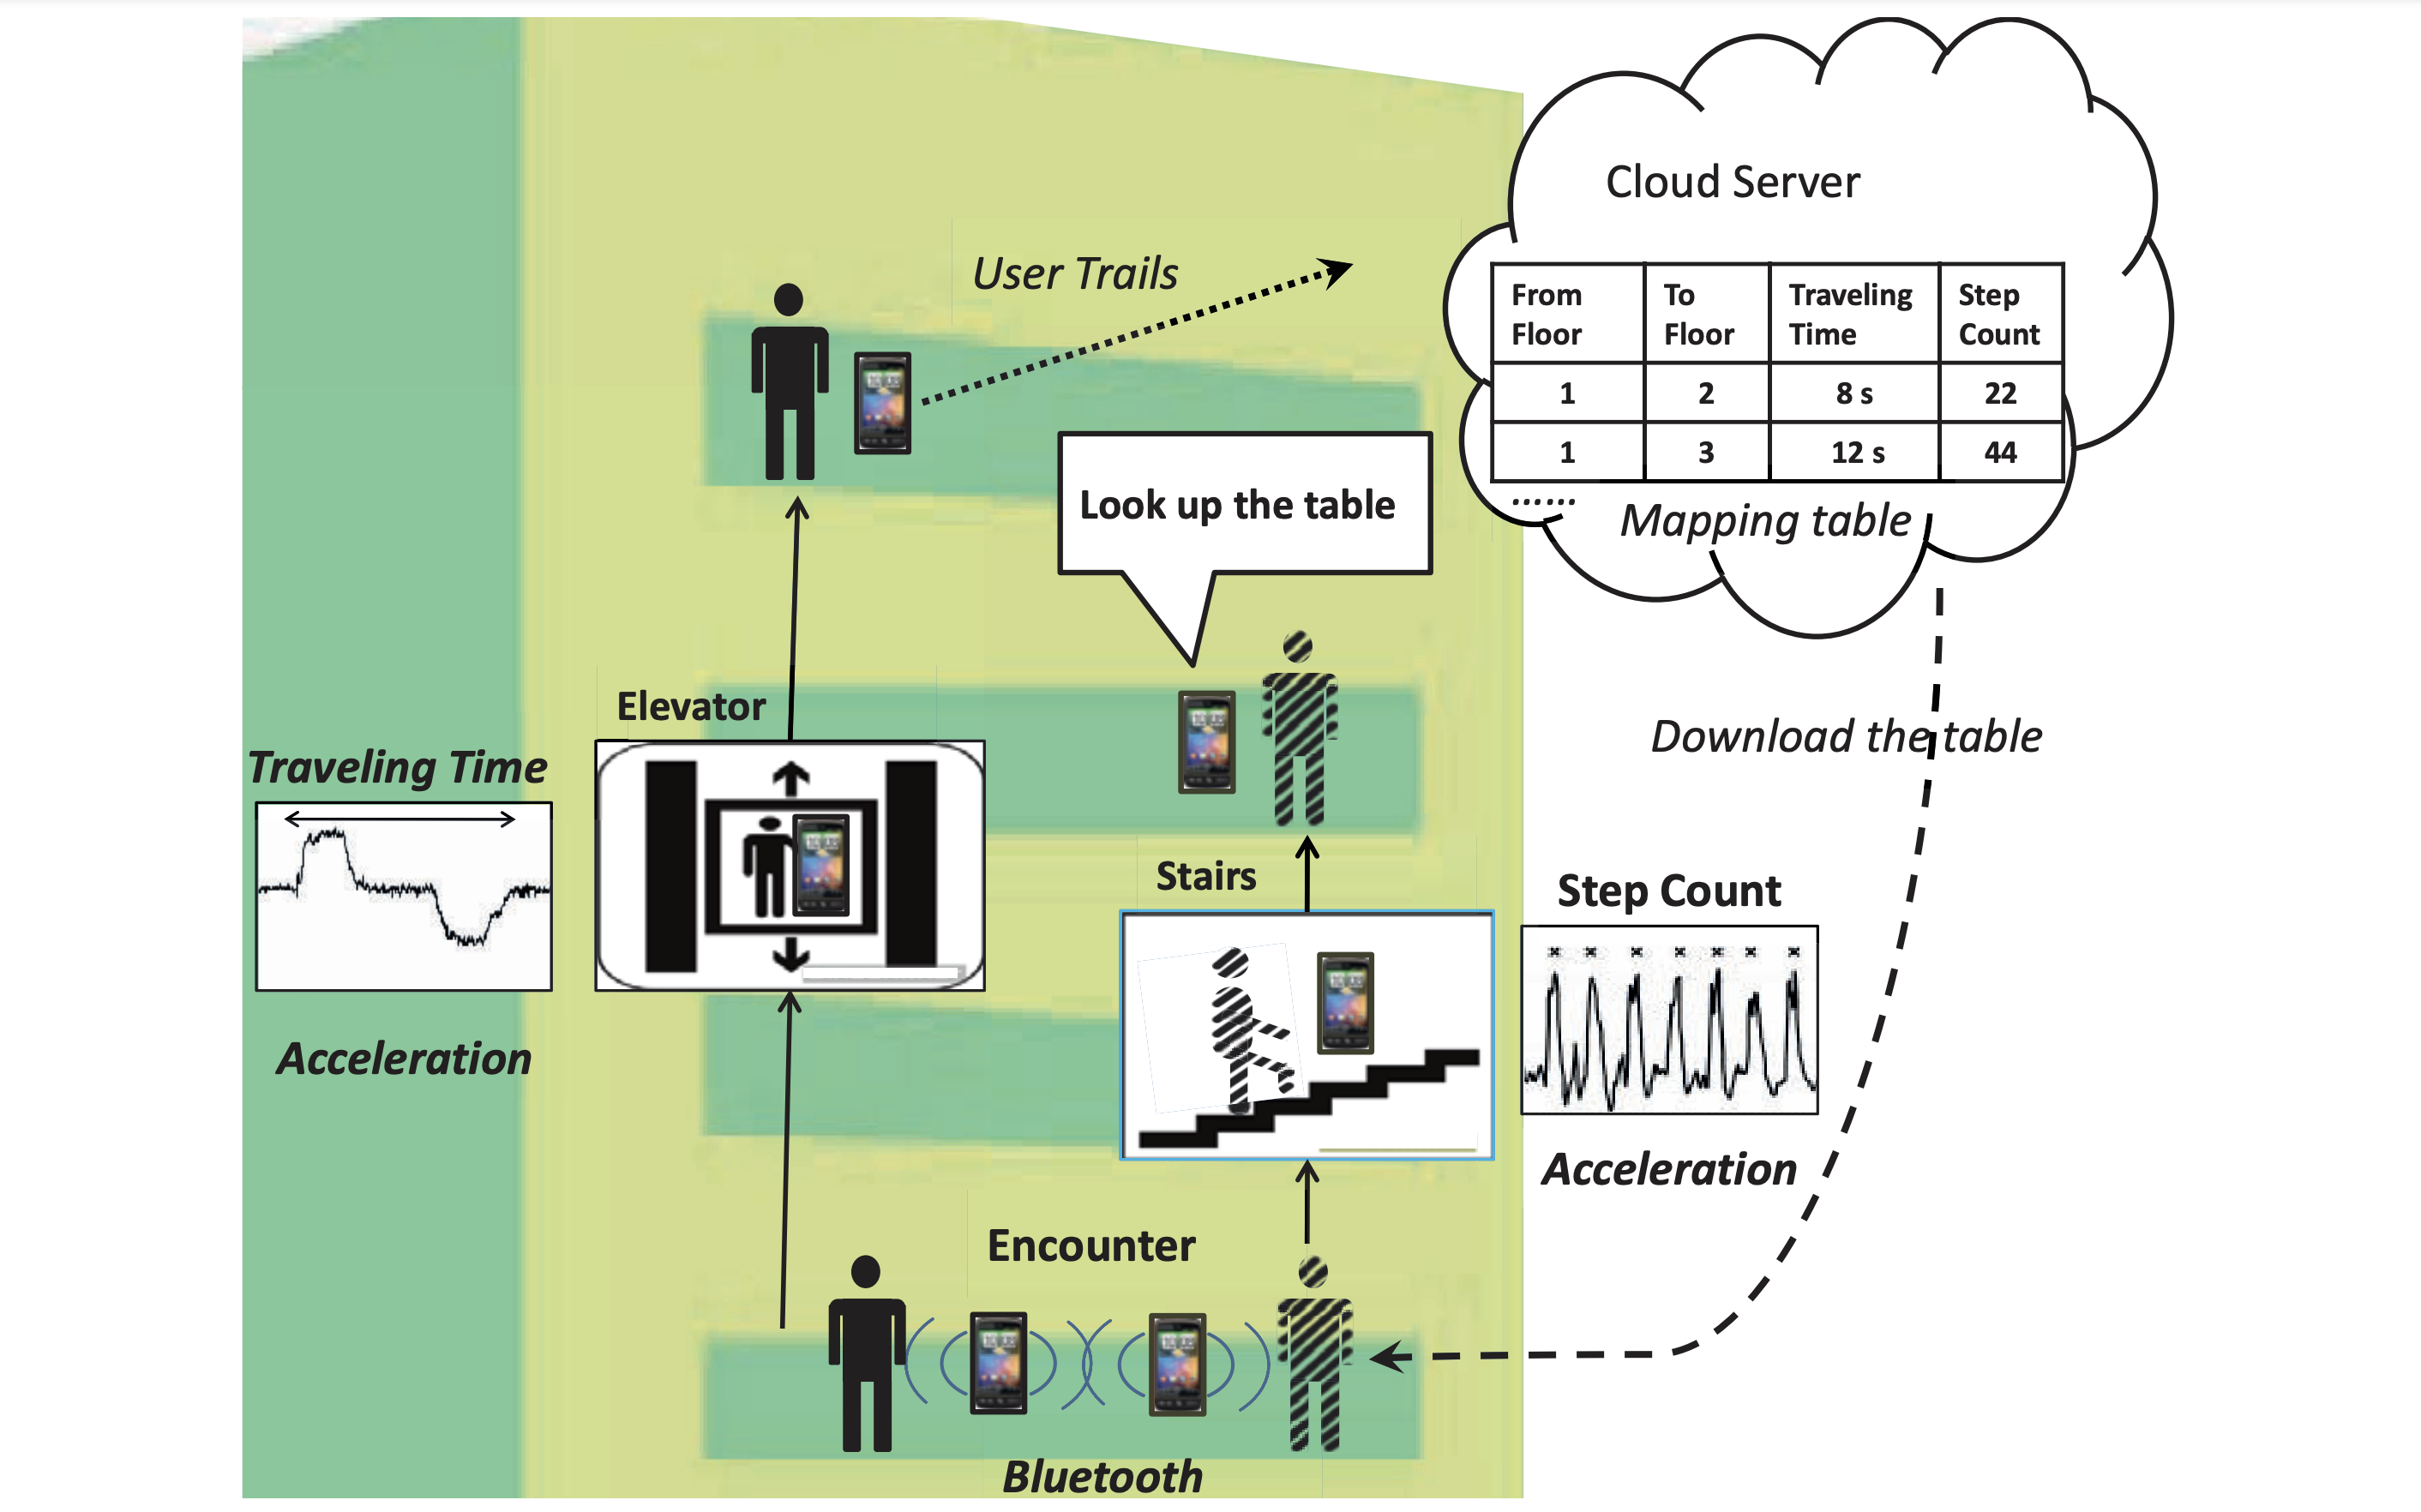 Cloud Server
User Trails
From Floor	To Floor	Traveling Time	Step Count
1	2	8 s	22
1	3	12 s	44
......
Mapping table
Look up the table
Elevator
Traveling Time
Download the table
Stairs
Step Count
Acceleration
Acceleration
Encounter
Bluetooth